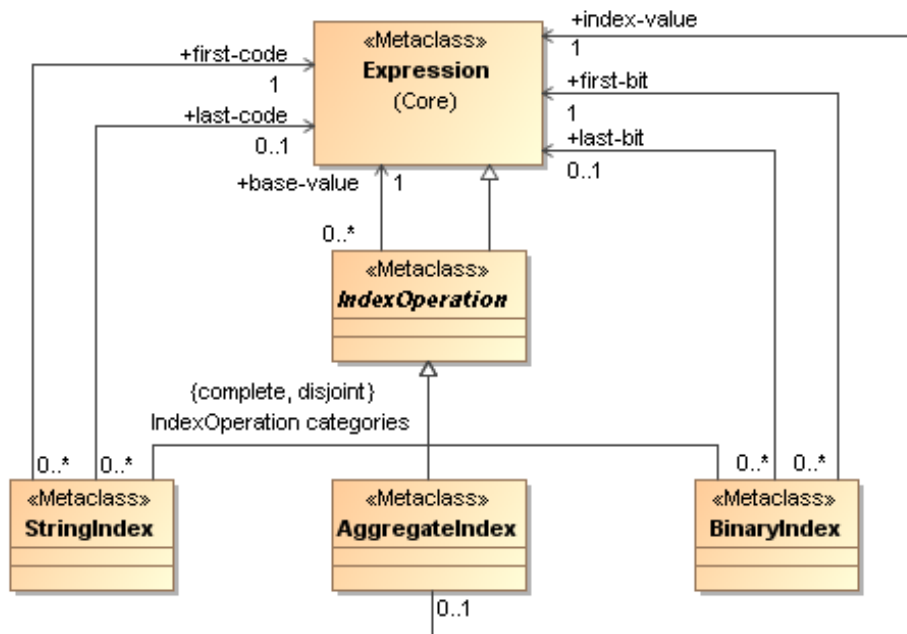 +index-value
1
«Metaclass»
Expression
(Core)
+first-code
1
+first-bit
1
+last-code
0..1
+last-bit
0..1
+base-value
1
0..*
«Metaclass»
IndexOperation
{complete, disjoint}
IndexOperation categories
0..*
0..*
0..*
0..*
«Metaclass»
StringIndex
«Metaclass»
AggregateIndex
«Metaclass»
BinaryIndex
0..1